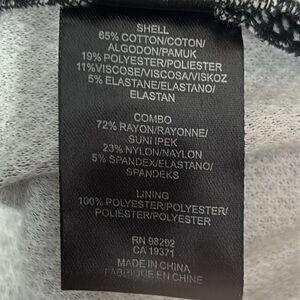 SHELL
65% COTTON/COTON/
ALGODON/PAMUK
19% POLYESTER/POLIESTER
11%VISCOSE/VISCOSA/VISKOZ
5% ELASTANE/ELASTANO/
ELASTAN
COMBO
72% RAYON/RAYONNE/
SUNI IPEK
23% NYLON/NAYLON
5% SPANDEX/ELASTANO/
SPANDEKS
LINING
100% POLYESTER/POLYESTER/
POLIESTER/POLYESTER
RN 98292
CA 19371
MADE IN CHINA
FABRIQUE EN CHINE